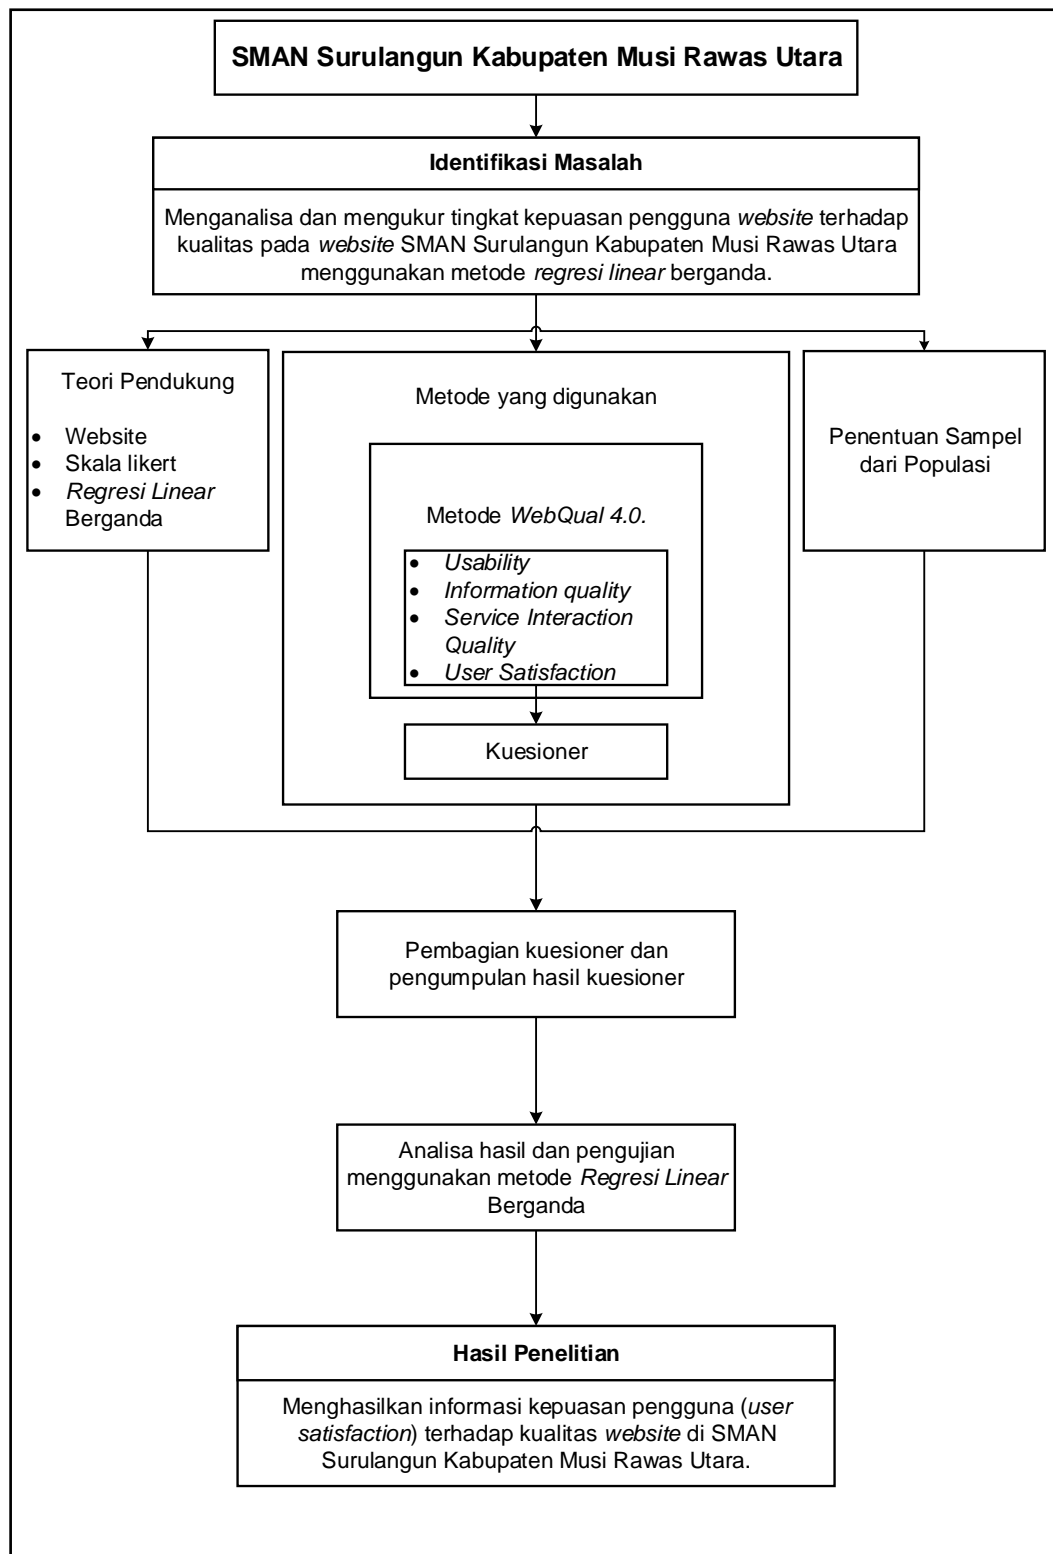 SMAN Surulangun Kabupaten Musi Rawas Utara
Identifikasi Masalah
Menganalisa dan mengukur tingkat kepuasan pengguna website terhadap
kualitas pada website SMAN Surulangun Kabupaten Musi Rawas Utara
menggunakan metode regresi linear berganda.
Teori Pendukung
• Website
• Skala likert
• Regresi Linear
Berganda
Metode yang digunakan
Metode WebQual 4.0.
• Usability
• Information quality
• Service Interaction
Quality
• User Satisfaction
Kuesioner
Penentuan Sampel
dari Populasi
Pembagian kuesioner dan
pengumpulan hasil kuesioner
Analisa hasil dan pengujian
menggunakan metode Regresi Linear
Berganda
Hasil Penelitian
Menghasilkan informasi kepuasan pengguna (user
satisfaction) terhadap kualitas website di SMAN
Surulangun Kabupaten Musi Rawas Utara.